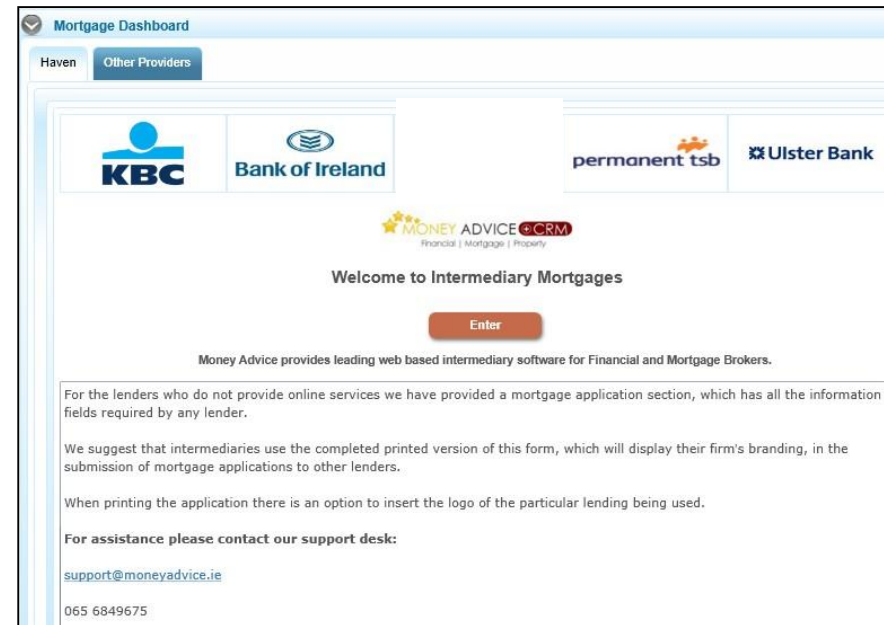 Mortgage Dashboard
Haven Other Providers
KBC Bank of Ireland permanent tsb Ulster Bank
MONEY ADVICE + CRM
Financial | Mortgage | Property
Welcome to Intermediary Mortgages
Enter
Money Advice provides leading web based intermediary software for Financial and Mortgage Brokers.
For the lenders who do not provide online services we have provided a mortgage application section, which has all the information
fields required by any lender.
We suggest that intermediaries use the completed printed version of this form, which will display their firm's branding, in the
submission of mortgage applications to other lenders.
When printing the application there is an option to insert the logo of the particular lending being used.
For assistance please contact our support desk:
support@moneyadvice.ie
065 6849675